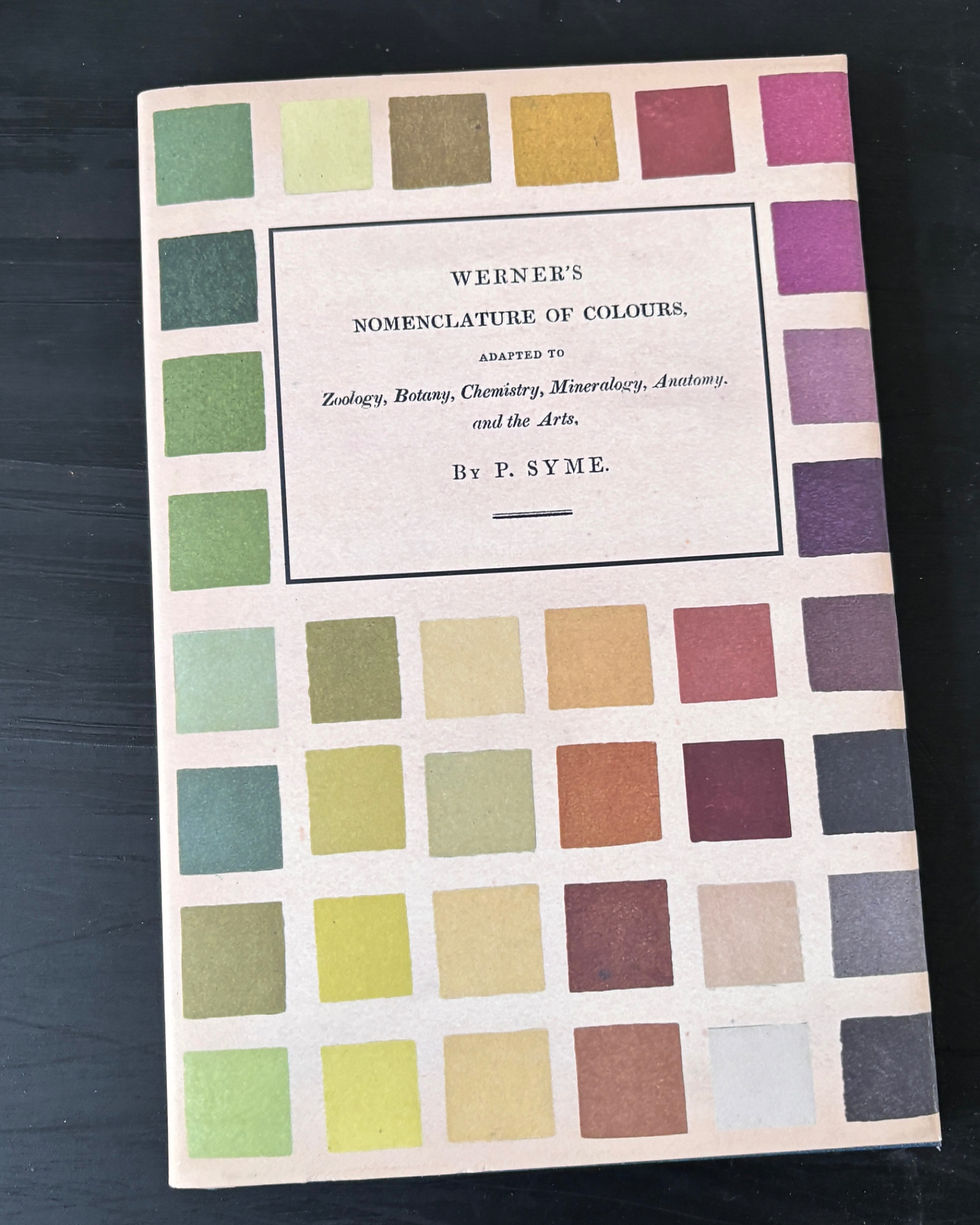 WERNER'S
NOMENCLATURE OF COLOURS,
ADAPTED TO
Zoology, Botany, Chemistry, Mineralogy, Anatomy.
and the Arts,
By P. SYME.